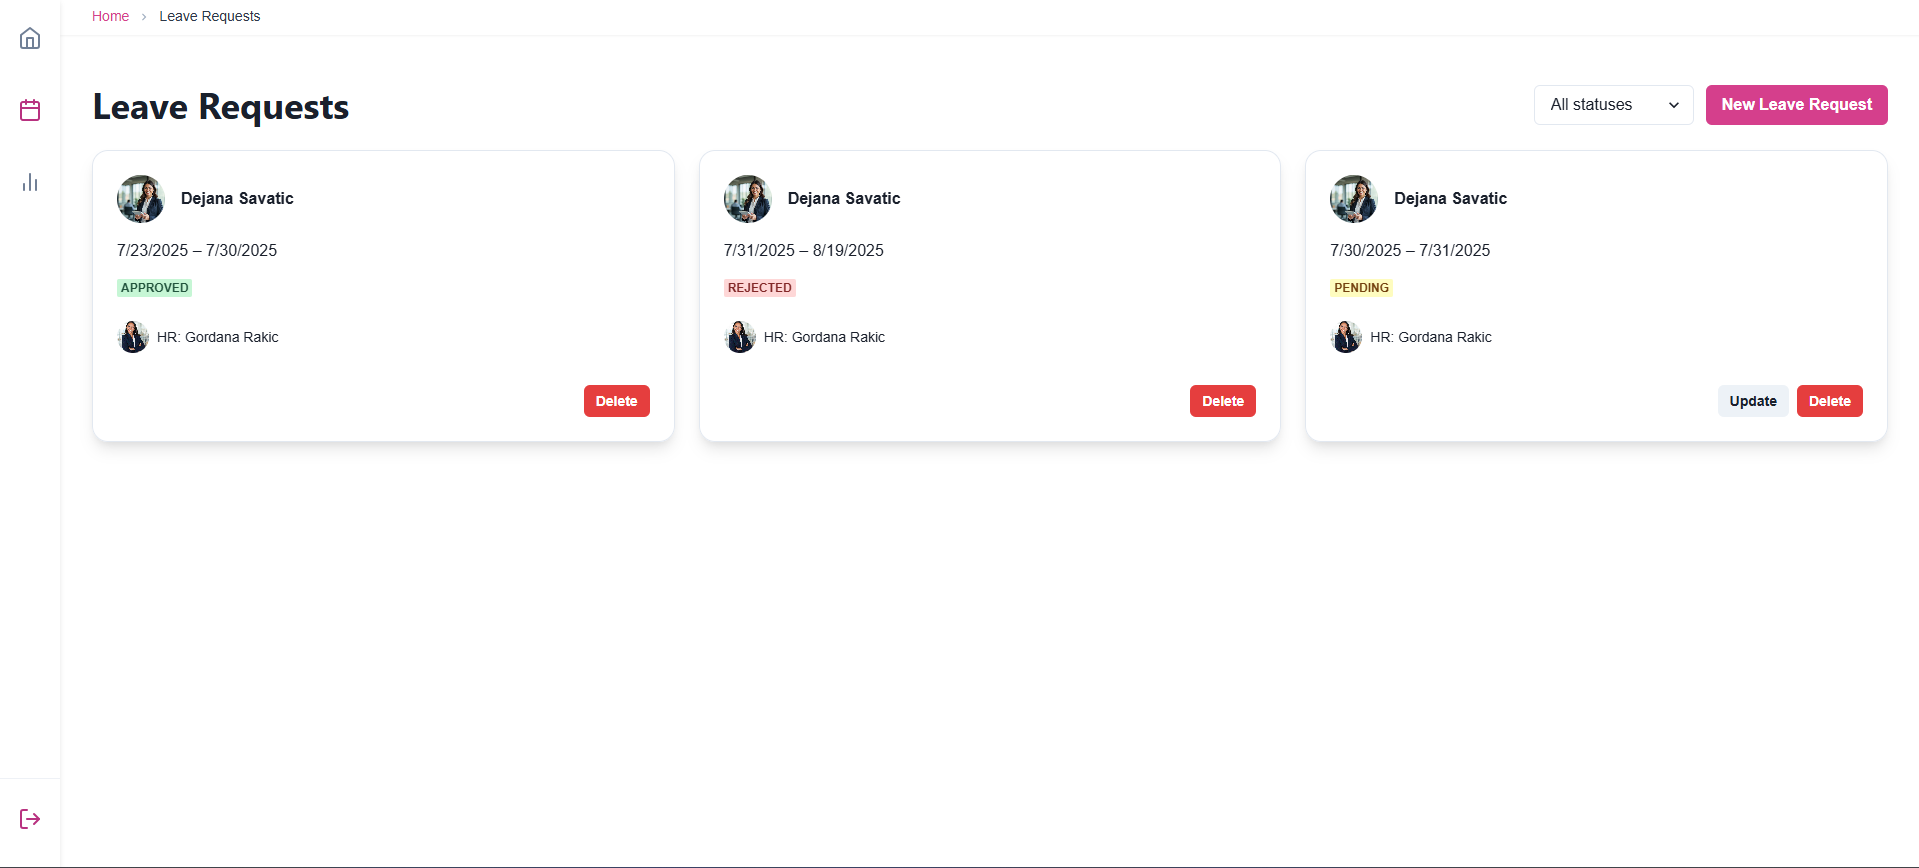 Home > Leave Requests
Leave Requests
All statuses
New Leave Request
Dejana Savatic
7/23/2025 – 7/30/2025
APPROVED
HR: Gordana Rakic
Delete
Dejana Savatic
7/31/2025 – 8/19/2025
REJECTED
HR: Gordana Rakic
Delete
Dejana Savatic
7/30/2025 – 7/31/2025
PENDING
HR: Gordana Rakic
Update Delete